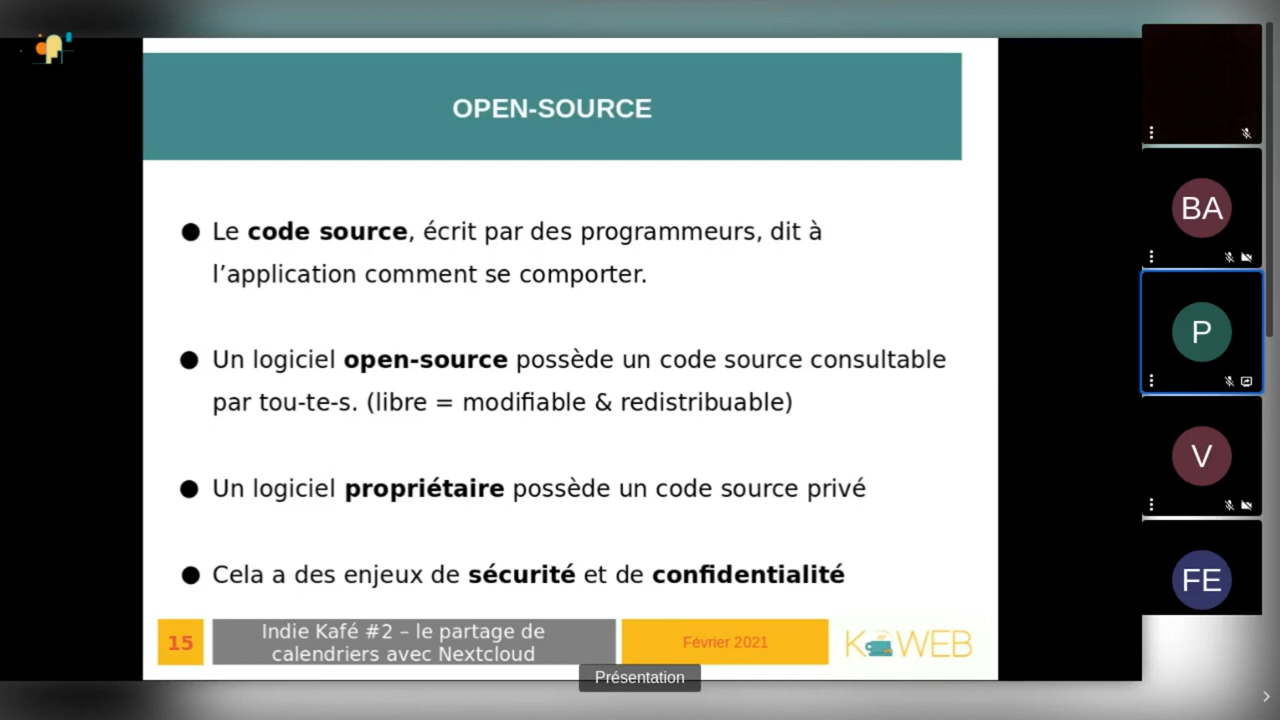 OPEN-SOURCE
● Le code source, écrit par des programmeurs, dit à
l’application comment se comporter.
● Un logiciel open-source possède un code source consultable
par tou-te-s. (libre = modifiable & redistribuable)
● Un logiciel propriétaire possède un code source privé
● Cela a des enjeux de sécurité et de confidentialité
15
Indie Kafé #2 – le partage de
calendriers avec Nextcloud
Février 2021
KAWEB
Présentation
BA
P
V
FE